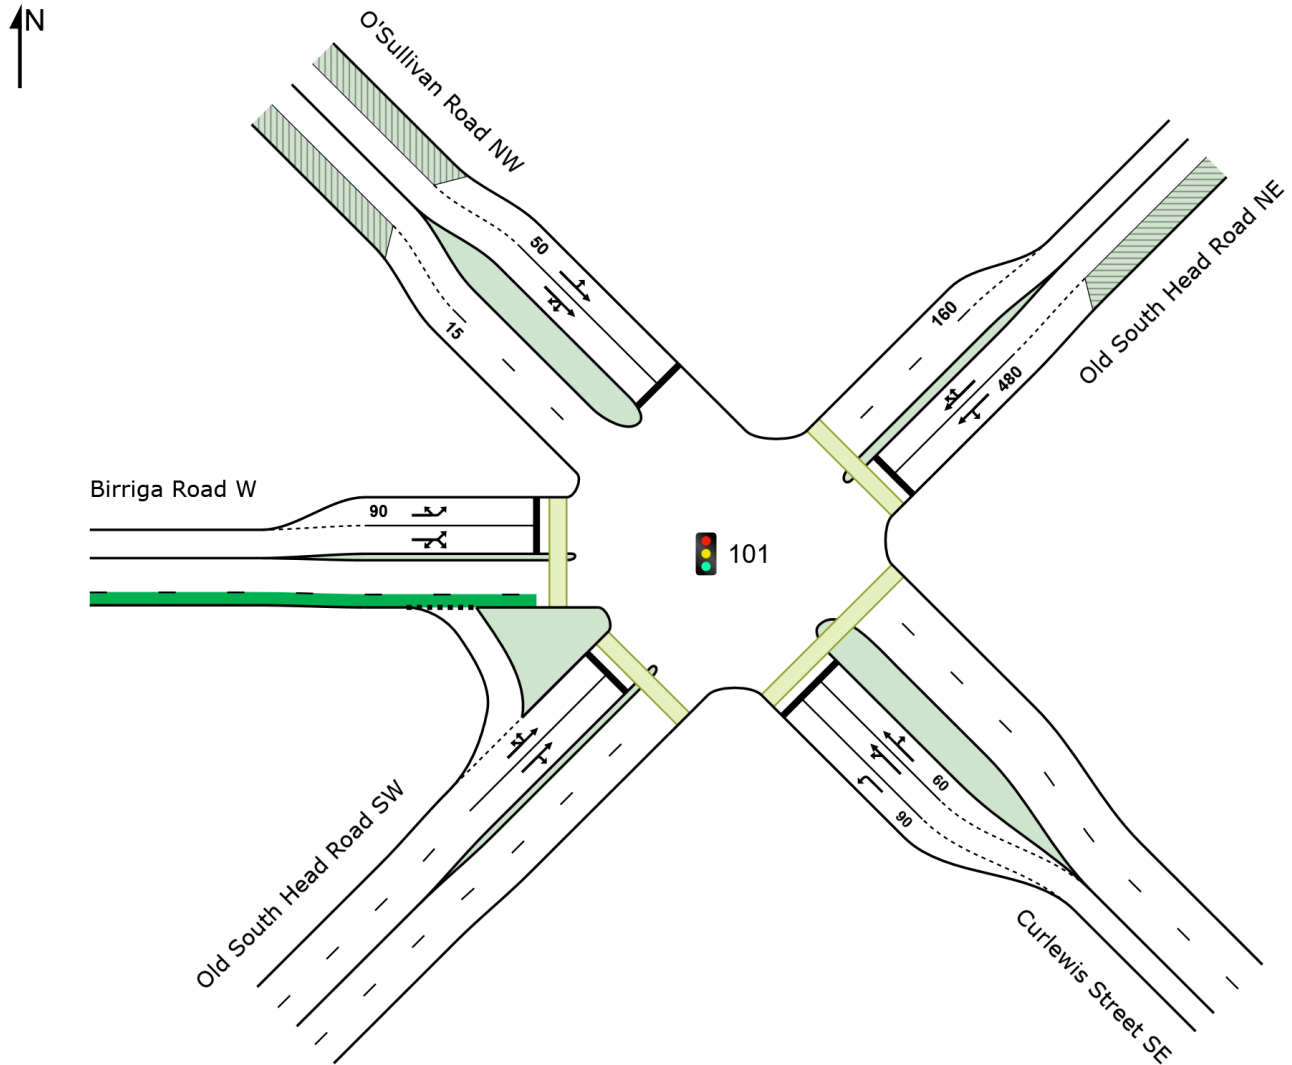 N
O'Sullivan Road NW
50
15
160
480
Old South Head Road NE
Birriga Road W
90
101
60
90
Old South Head Road SW
Curlewis Street SE